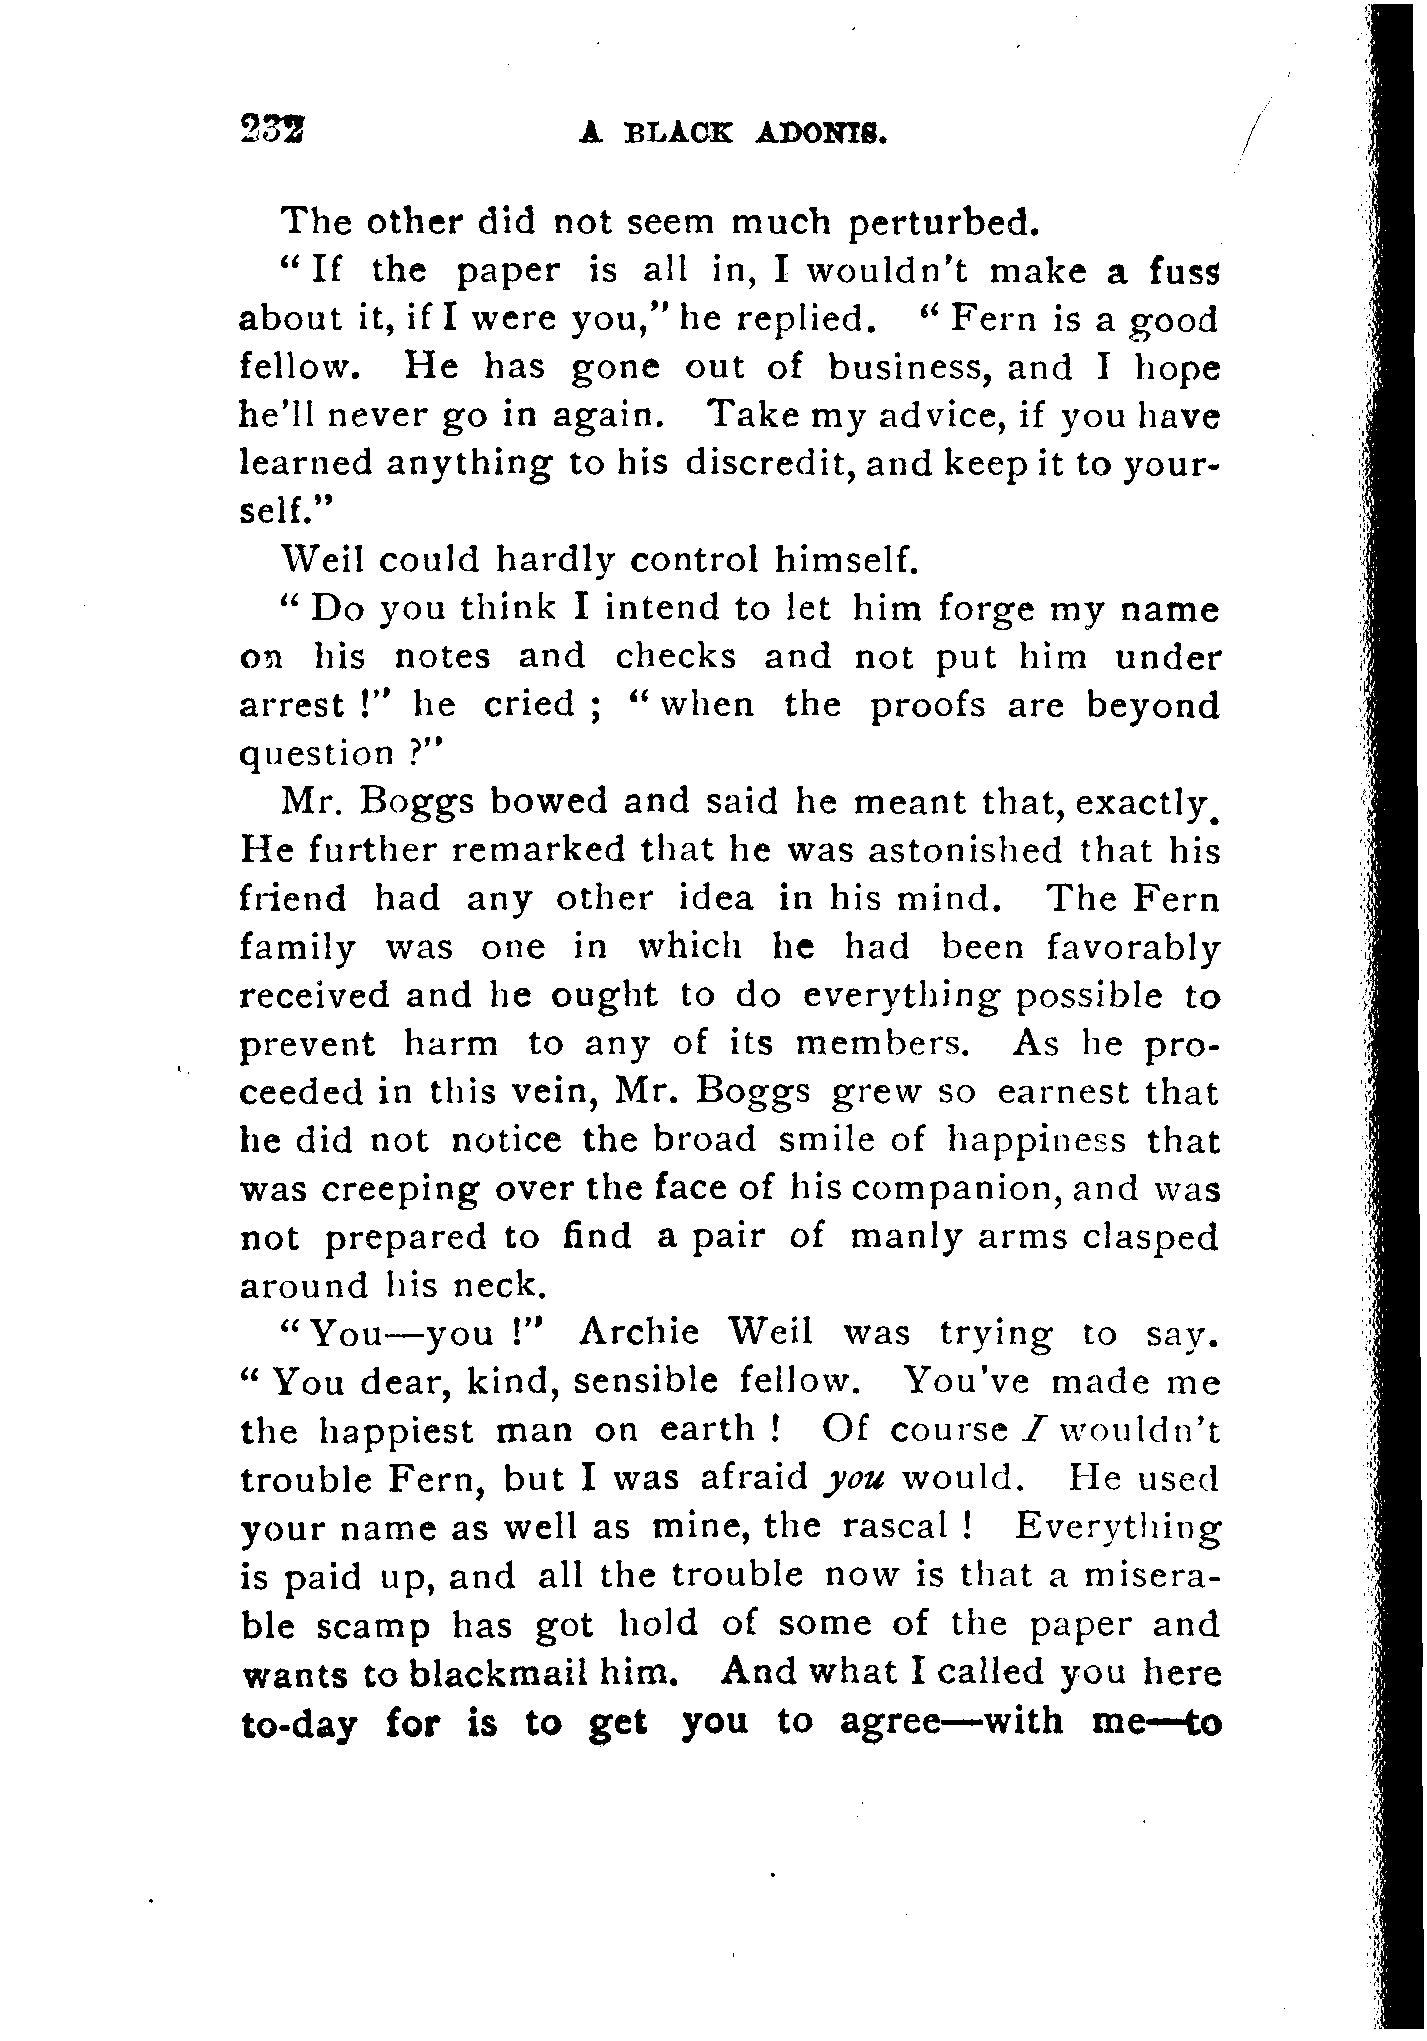 232 A BLACK ADONIS.
The other did not seem much perturbed.
“ If the paper is all in, I wouldn't make a fuss
about it, if I were you,” he replied. “ Fern is a good
fellow. He has gone out of business, and I hope
he'll never go in again. Take my advice, if you have
learned anything to his discredit, and keep it to your-
self.”
Weil could hardly control himself.
“ Do you think I intend to let him forge my name
on his notes and checks and not put him under
arrest !” he cried ; “ when the proofs are beyond
question ?”
Mr. Boggs bowed and said he meant that, exactly.
He further remarked that he was astonished that his
friend had any other idea in his mind. The Fern
family was one in which he had been favorably
received and he ought to do everything possible to
prevent harm to any of its members. As he pro-
ceeded in this vein, Mr. Boggs grew so earnest that
he did not notice the broad smile of happiness that
was creeping over the face of his companion, and was
not prepared to find a pair of manly arms clasped
around his neck.
“ You—you !” Archie Weil was trying to say.
“ You dear, kind, sensible fellow. You've made me
the happiest man on earth ! Of course I wouldn't
trouble Fern, but I was afraid you would. He used
your name as well as mine, the rascal ! Everything
is paid up, and all the trouble now is that a misera-
ble scamp has got hold of some of the paper and
wants to blackmail him. And what I called you here
to-day for is to get you to agree—with me—to